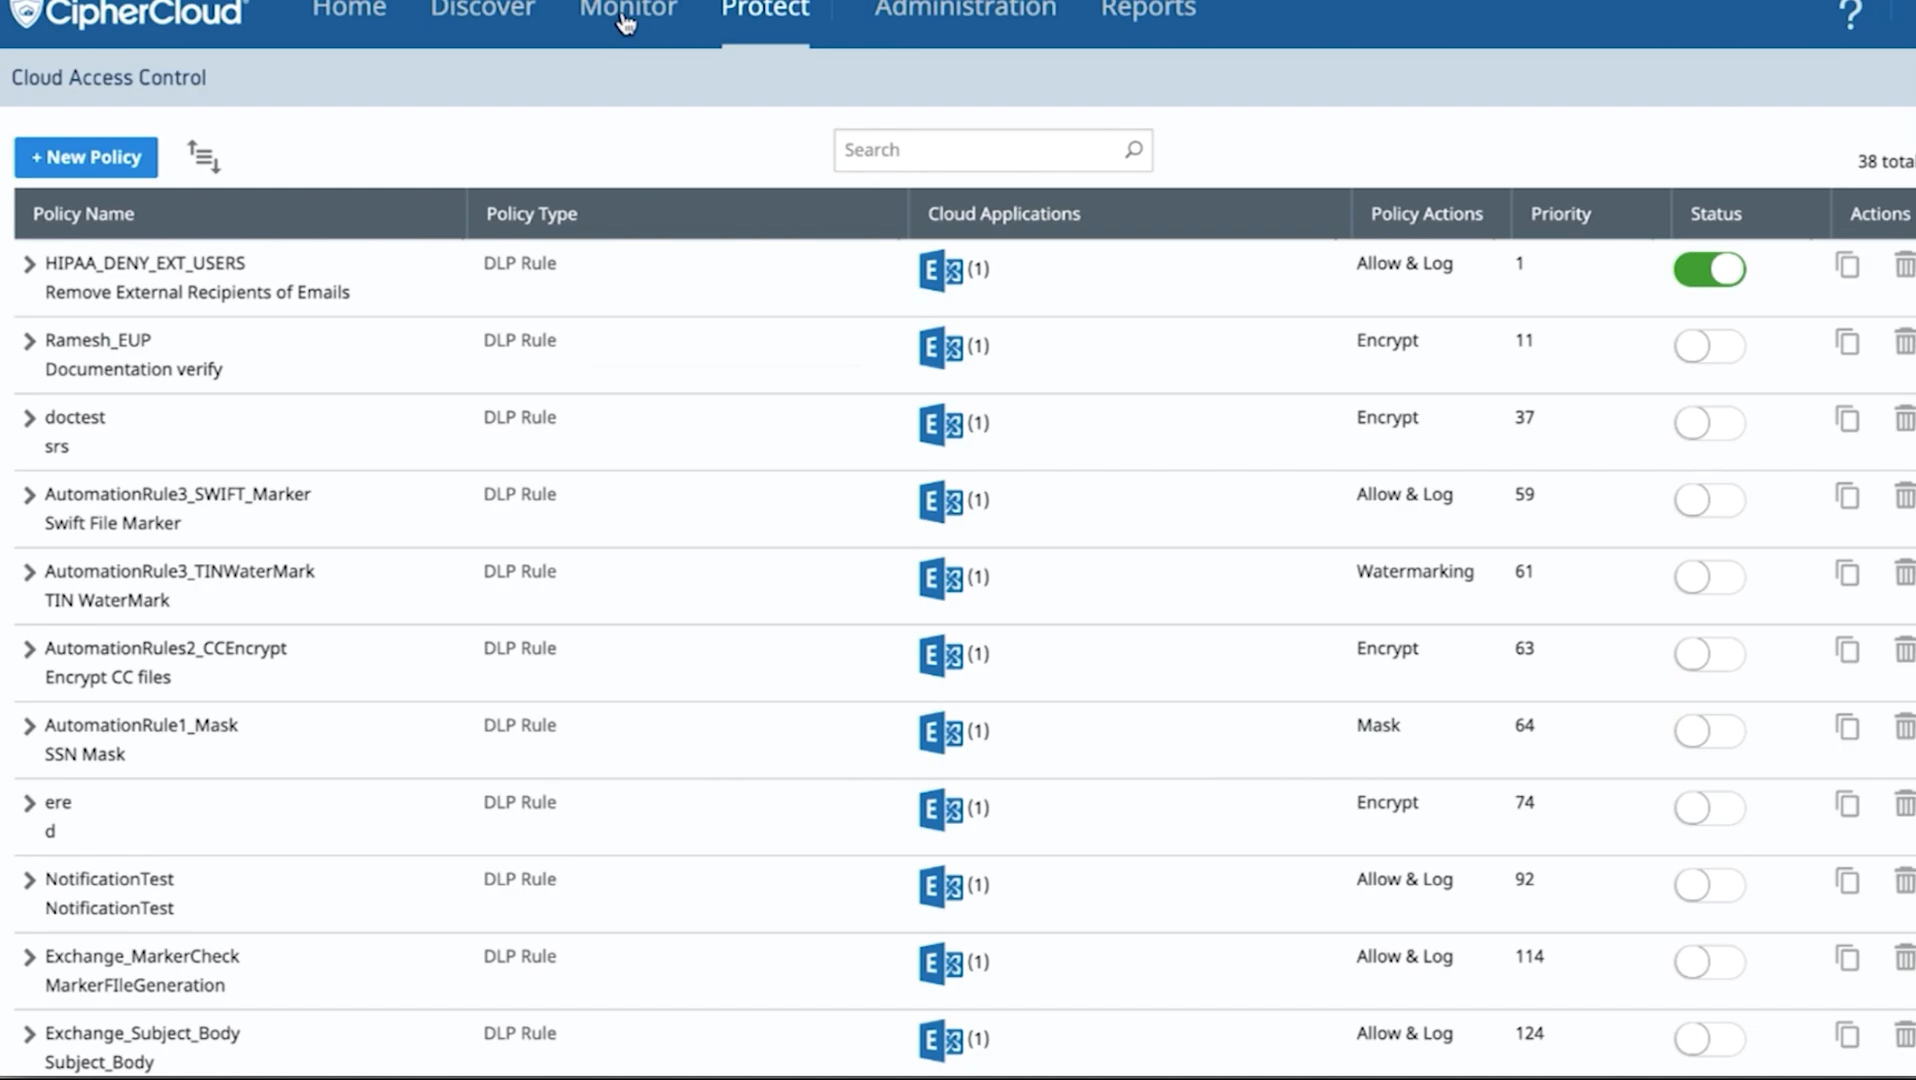 CipherCloud Home Discover Monitor Protect Administration Reports ?
Cloud Access Control
+ New Policy Search 38 total
Policy Name Policy Type Cloud Applications Policy Actions Priority Status Actions
HIPAA_DENY_EXT_USERS DLP Rule E (1) Allow & Log 1
Remove External Recipients of Emails
Ramesh_EUP DLP Rule E (1) Encrypt 11
Documentation verify
doctest DLP Rule E (1) Encrypt 37
srs
AutomationRule3_SWIFT_Marker DLP Rule E (1) Allow & Log 59
Swift File Marker
AutomationRule3_TINWaterMark DLP Rule E (1) Watermarking 61
TIN WaterMark
AutomationRules2_CCEncrypt DLP Rule E (1) Encrypt 63
Encrypt CC files
AutomationRule1_Mask DLP Rule E (1) Mask 64
SSN Mask
ere DLP Rule E (1) Encrypt 74
d
NotificationTest DLP Rule E (1) Allow & Log 92
NotificationTest
Exchange_MarkerCheck DLP Rule E (1) Allow & Log 114
MarkerFIleGeneration
Exchange_Subject_Body DLP Rule E (1) Allow & Log 124
Subject_Body